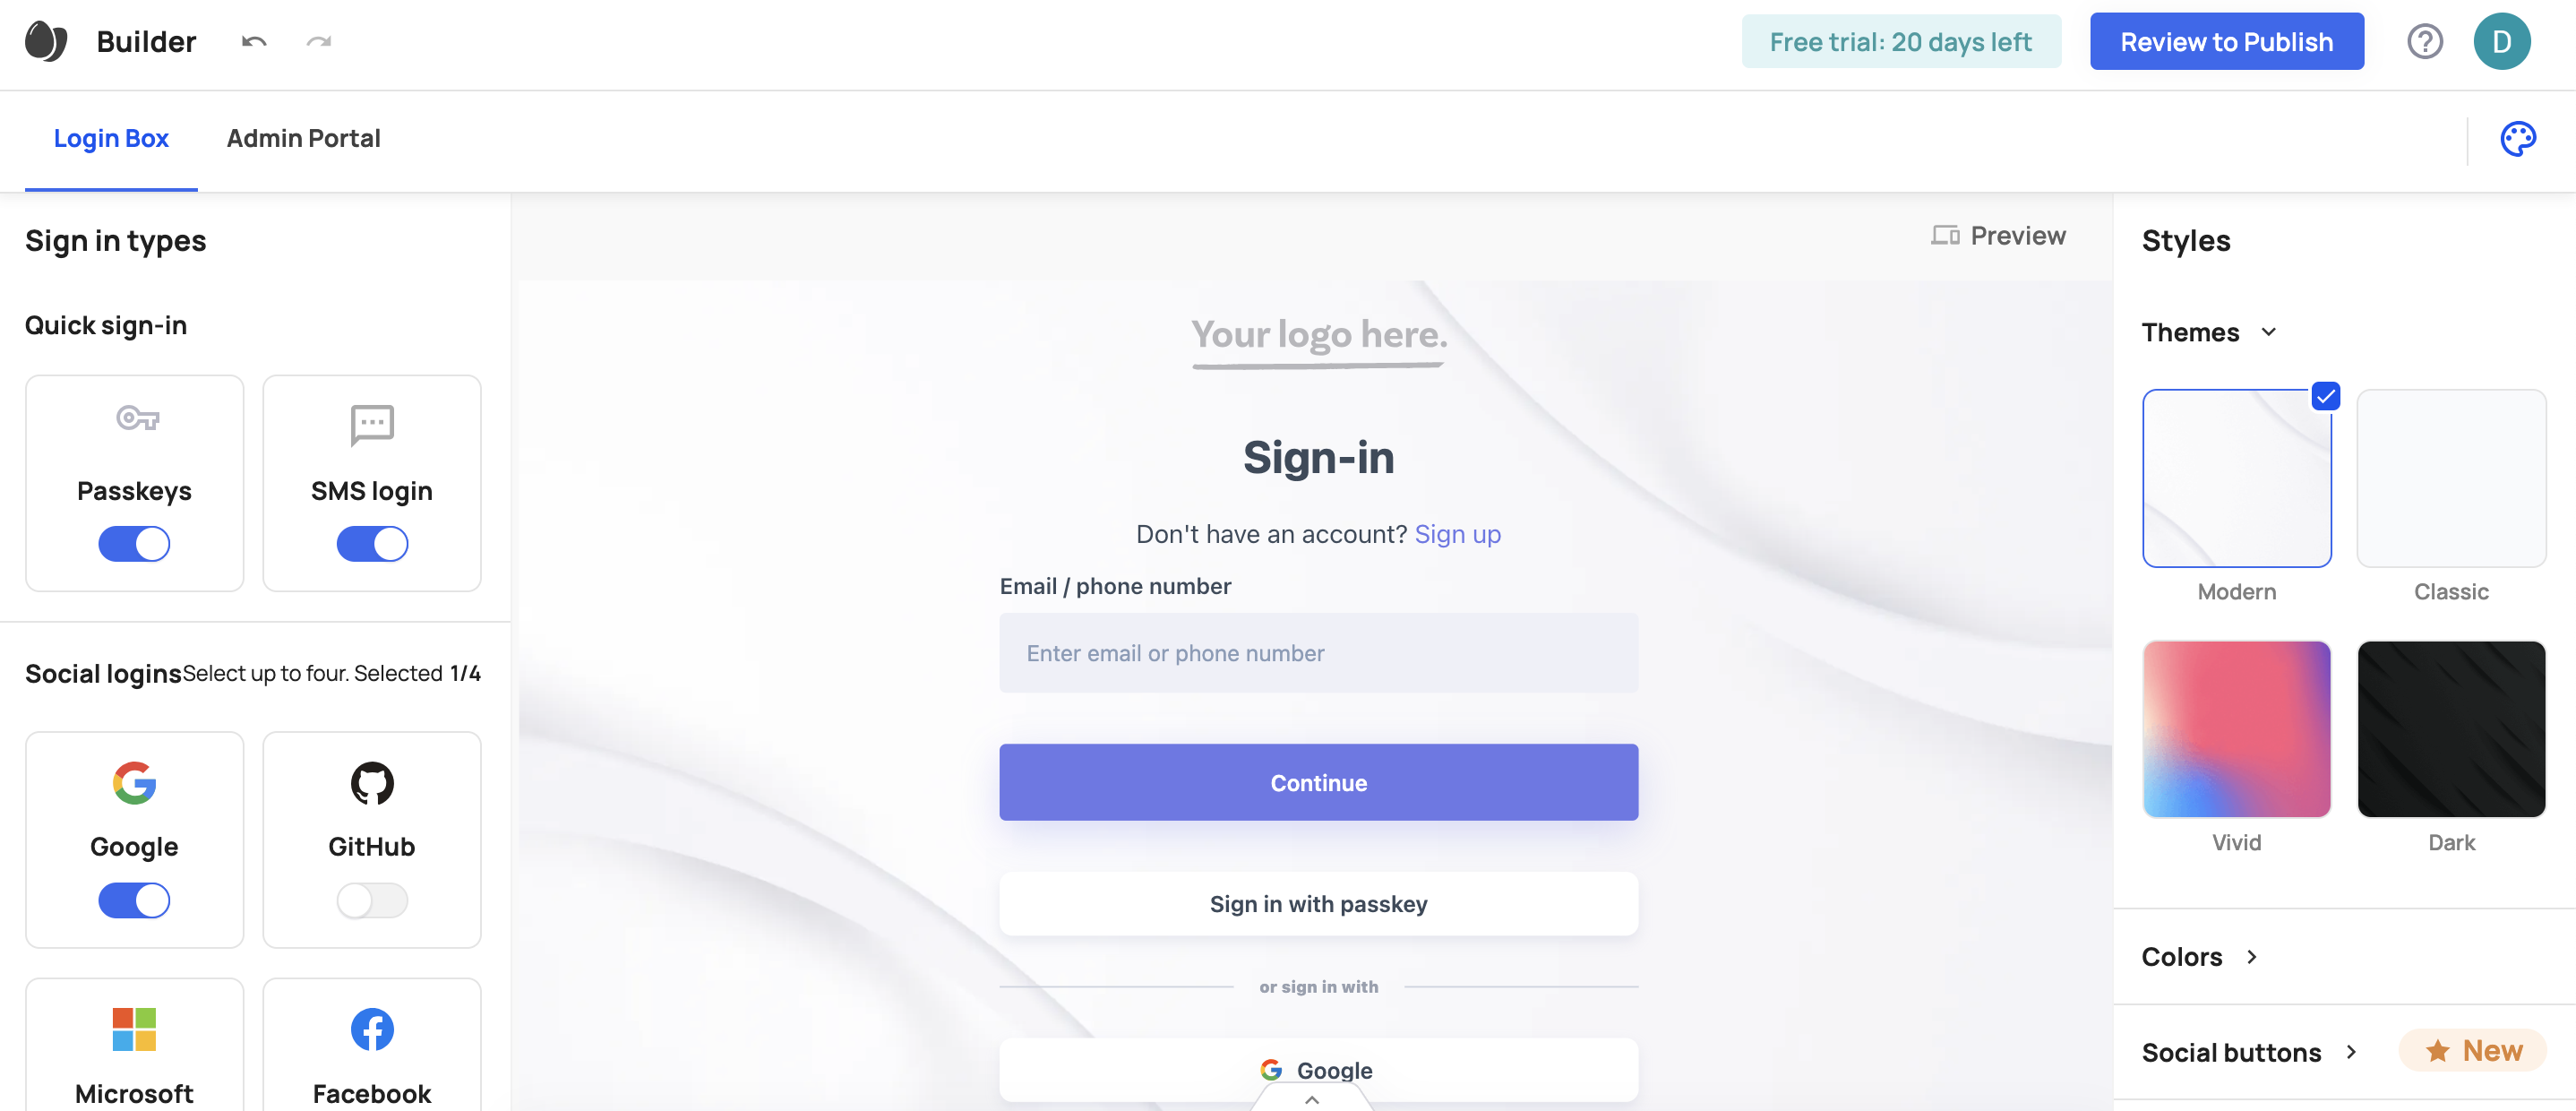 Builder
Free trial: 20 days left
Review to Publish
D
Login Box
Admin Portal
Sign in types
Quick sign-in
Passkeys
SMS login
Social logins Select up to four. Selected 1/4
Google
GitHub
Microsoft
Facebook
Preview
Your logo here.
Sign-in
Don't have an account? Sign up
Email / phone number
Enter email or phone number
Continue
Sign in with passkey
or sign in with
Google
Styles
Themes
Modern
Classic
Vivid
Dark
Colors
Social buttons
New